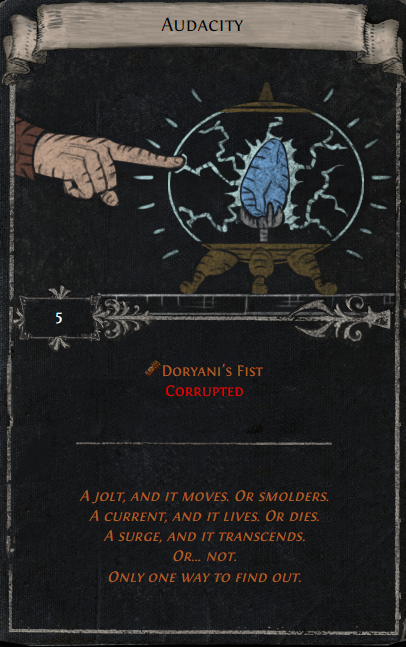 Audacity
5
Doryani's Fist
Corrupted
A jolt, and it moves. Or smolders.
A current, and it lives. Or dies.
A surge, and it transcends.
Or... not.
Only one way to find out.